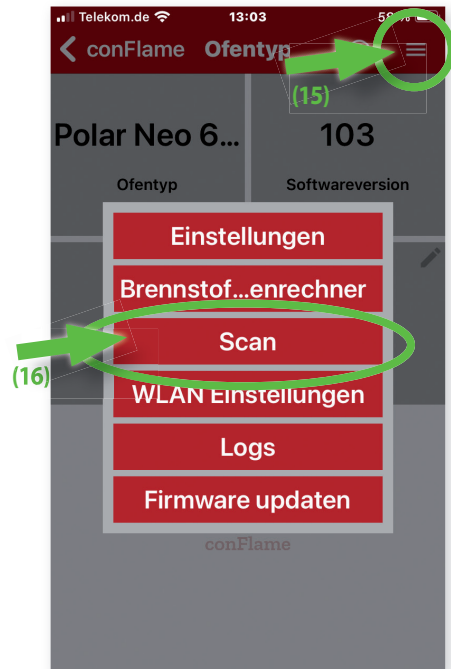 Telekom.de 13:03
conFlame Ofentyp
(15)
Polar Neo 6... 103
Ofentyp Softwareversion
Einstellungen
Brennstof...enrechner
Scan
(16)
WLAN Einstellungen
Logs
Firmware updaten
conFlame